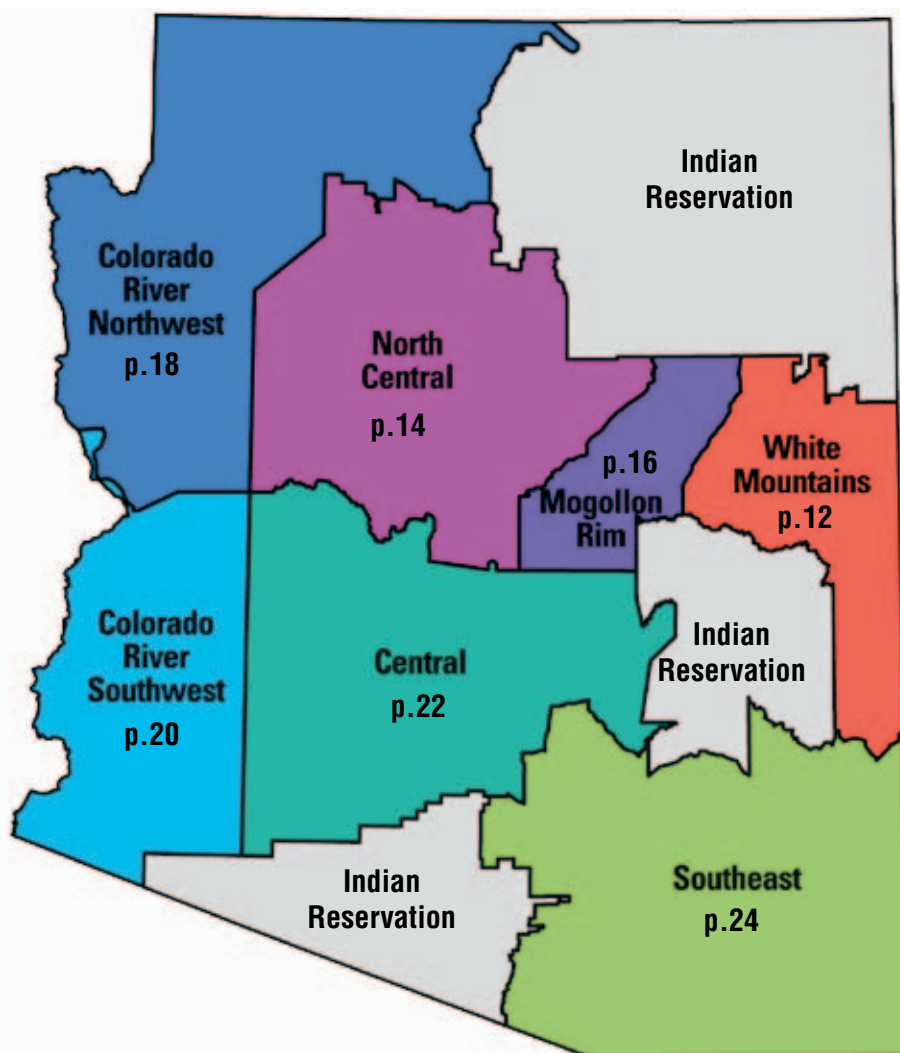 Indian
Reservation
Colorado
River
Northwest
p.18
North
Central
p.14
p.16
Mogollon
Rim
White
Mountains
p.12
Colorado
River
Southwest
p.20
Central
p.22
Indian
Reservation
Indian
Reservation
Southeast
p.24